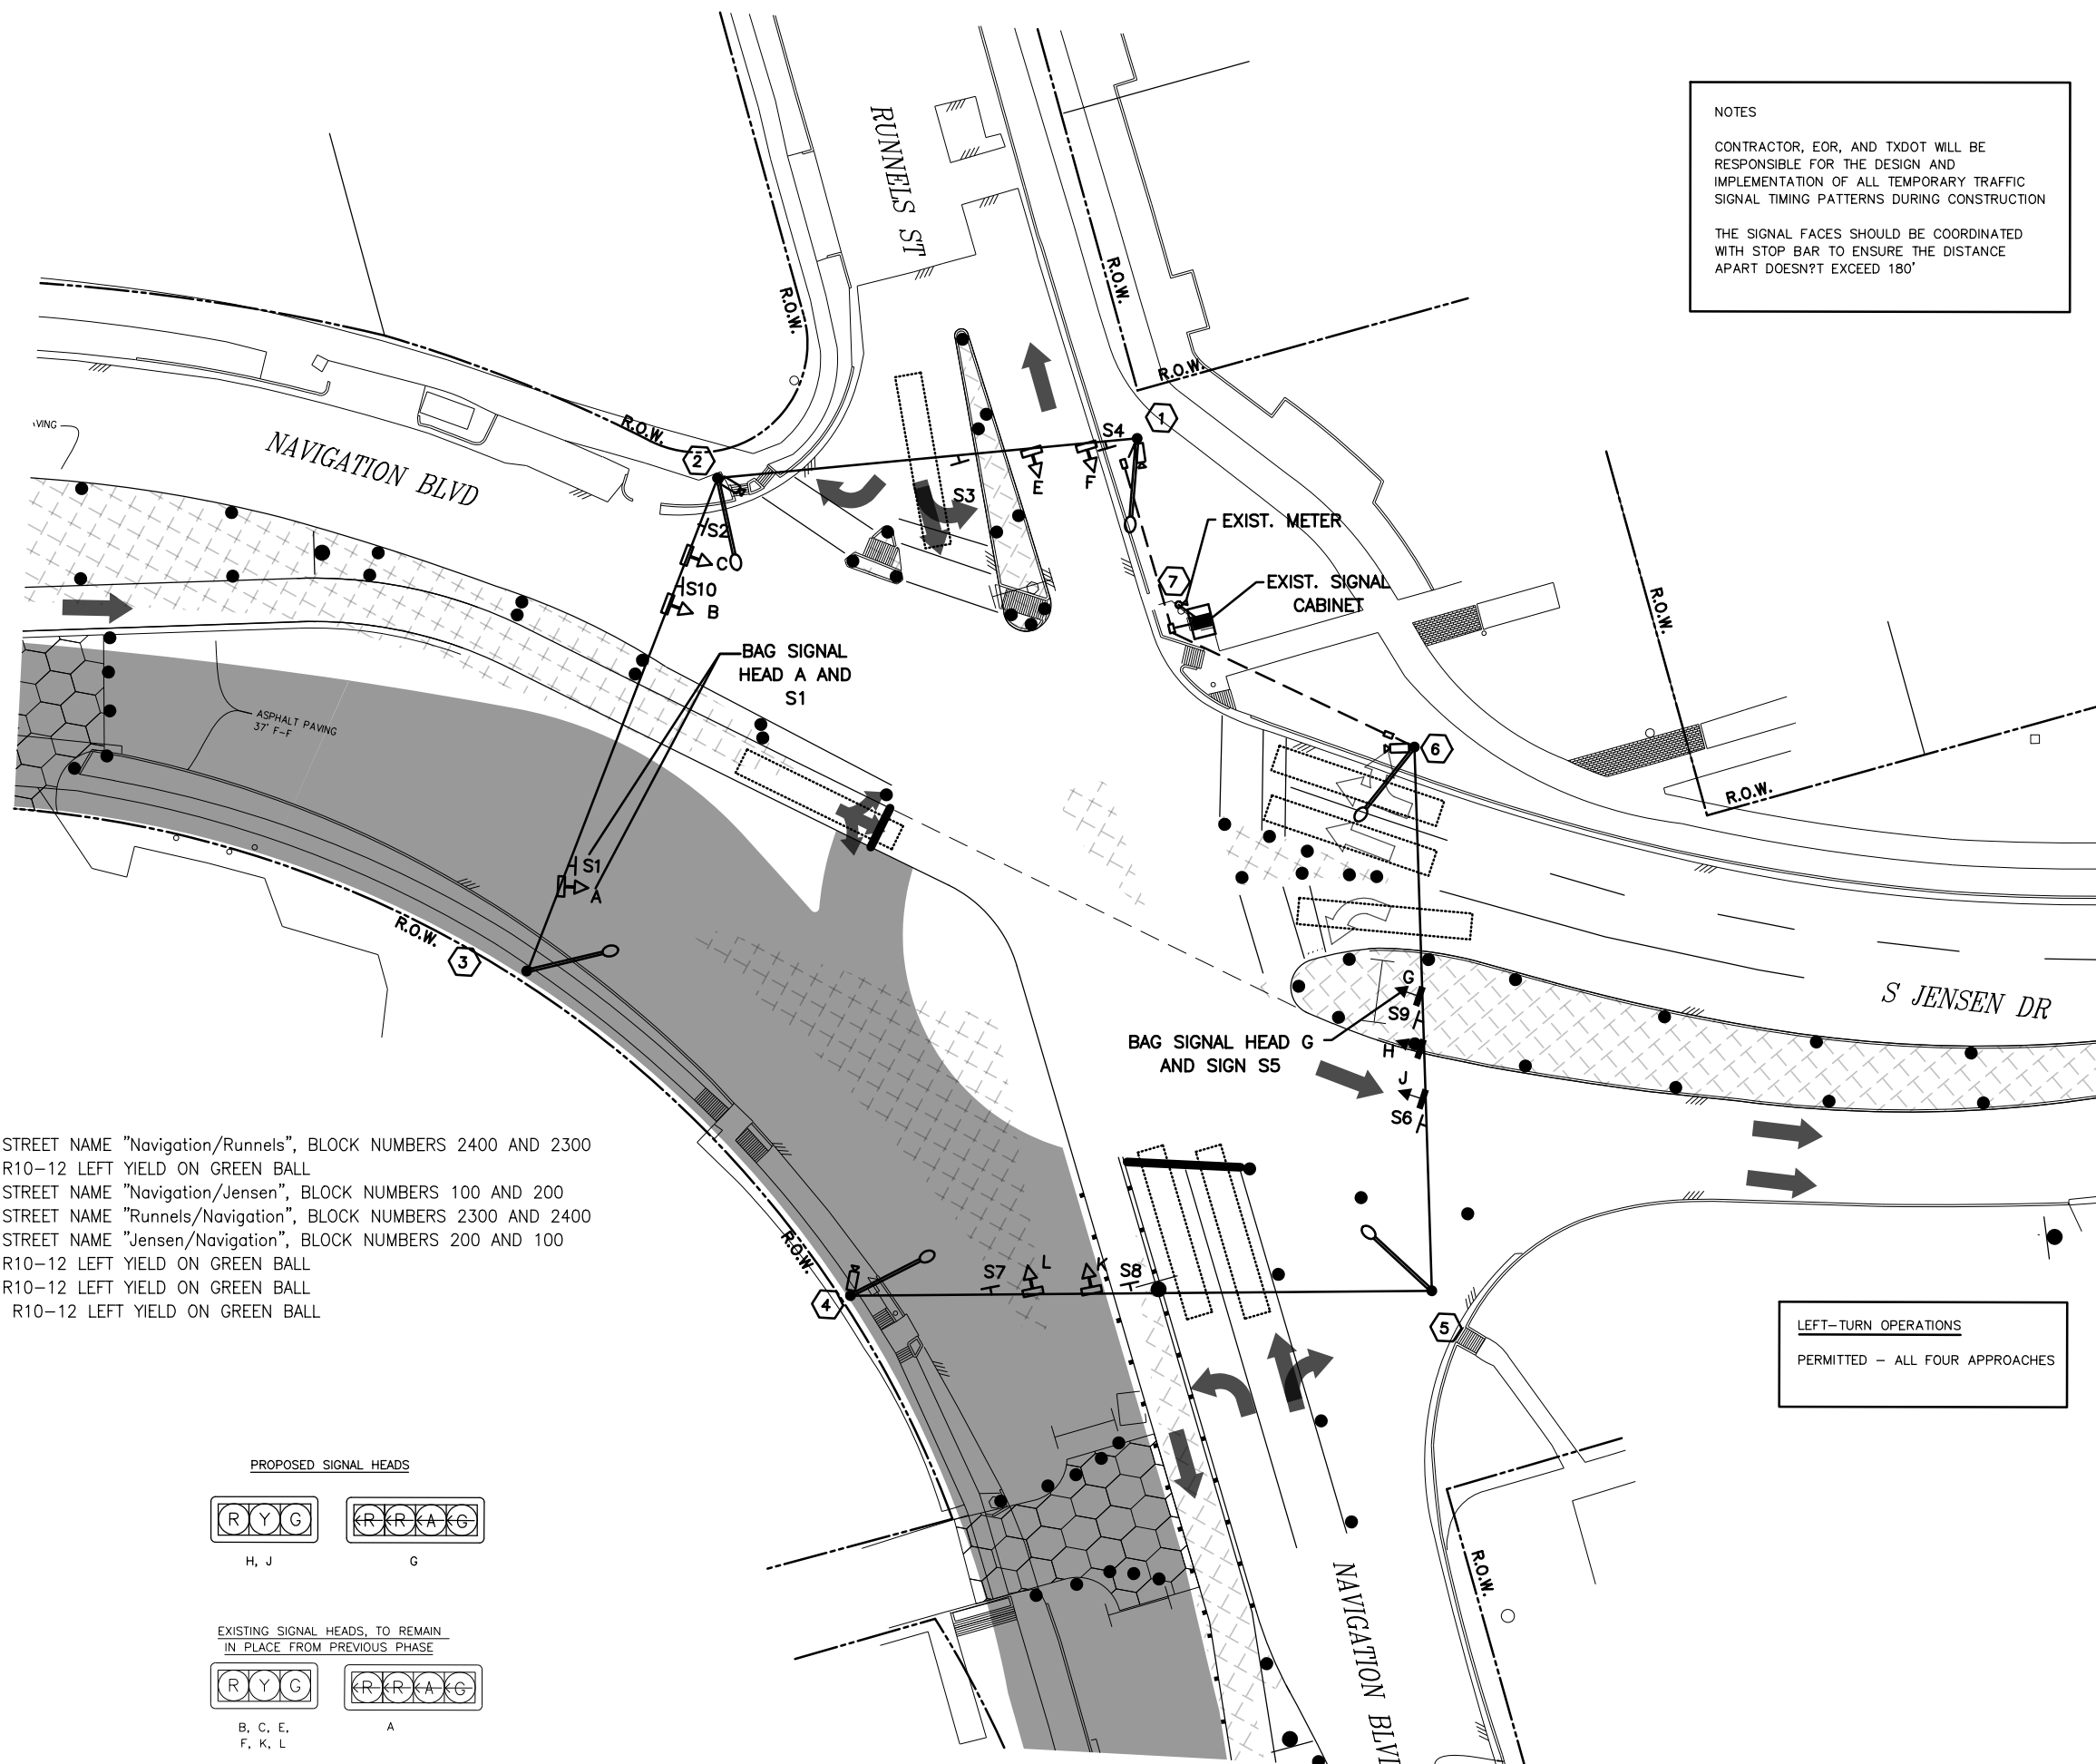 RUNNELS ST
NOTES
CONTRACTOR, EOR, AND TXDOT WILL BE
RESPONSIBLE FOR THE DESIGN AND
IMPLEMENTATION OF ALL TEMPORARY TRAFFIC
SIGNAL TIMING PATTERNS DURING CONSTRUCTION
THE SIGNAL FACES SHOULD BE COORDINATED
WITH STOP BAR TO ENSURE THE DISTANCE
APART DOESN?T EXCEED 180'
R.O.W.
R.O.W.
R.O.W.
R.O.W.
1
2
S4
E
F
S3
VING
NAVIGATION BLVD
S2
C
S10
B
EXIST. METER
7
EXIST. SIGNAL
CABINET
R.O.W.
BAG SIGNAL
HEAD A AND
S1
ASPHALT PAVING
37' F-F
6
R.O.W.
S1
A
R.O.W.
3
G
S9
H
J
S6
S JENSEN DR
BAG SIGNAL HEAD G
AND SIGN S5
STREET NAME "Navigation/Runnels", BLOCK NUMBERS 2400 AND 2300
R10-12 LEFT YIELD ON GREEN BALL
STREET NAME "Navigation/Jensen", BLOCK NUMBERS 100 AND 200
STREET NAME "Runnels/Navigation", BLOCK NUMBERS 2300 AND 2400
STREET NAME "Jensen/Navigation", BLOCK NUMBERS 200 AND 100
R10-12 LEFT YIELD ON GREEN BALL
R10-12 LEFT YIELD ON GREEN BALL
R10-12 LEFT YIELD ON GREEN BALL
R.O.W.
S7
L
K
S8
4
5
LEFT-TURN OPERATIONS
PERMITTED - ALL FOUR APPROACHES
PROPOSED SIGNAL HEADS
R Y G
R R A G
H, J
G
R.O.W.
NAVIGATION BLVD
EXISTING SIGNAL HEADS, TO REMAIN
IN PLACE FROM PREVIOUS PHASE
R Y G
R R A G
B, C, E,
F, K, L
A